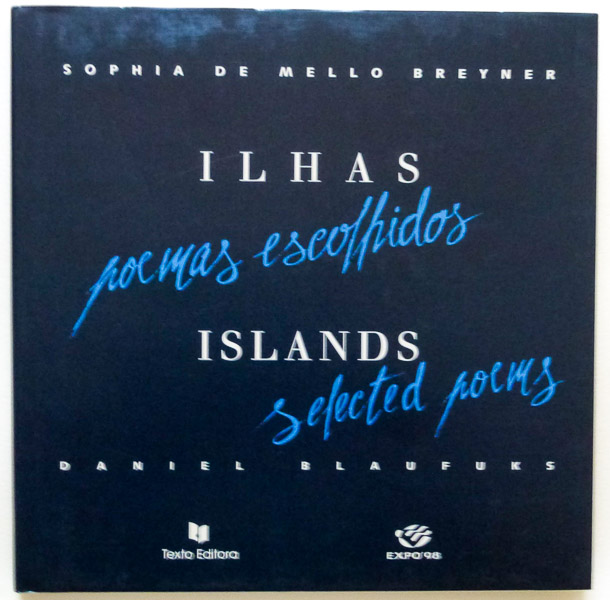 SOPHIA DE MELLO BREYNER
ILHAS
poemas escolhidos
ISLANDS
selected poems
DANIEL BLAUFUKS
Texto Editora
EXPO'98